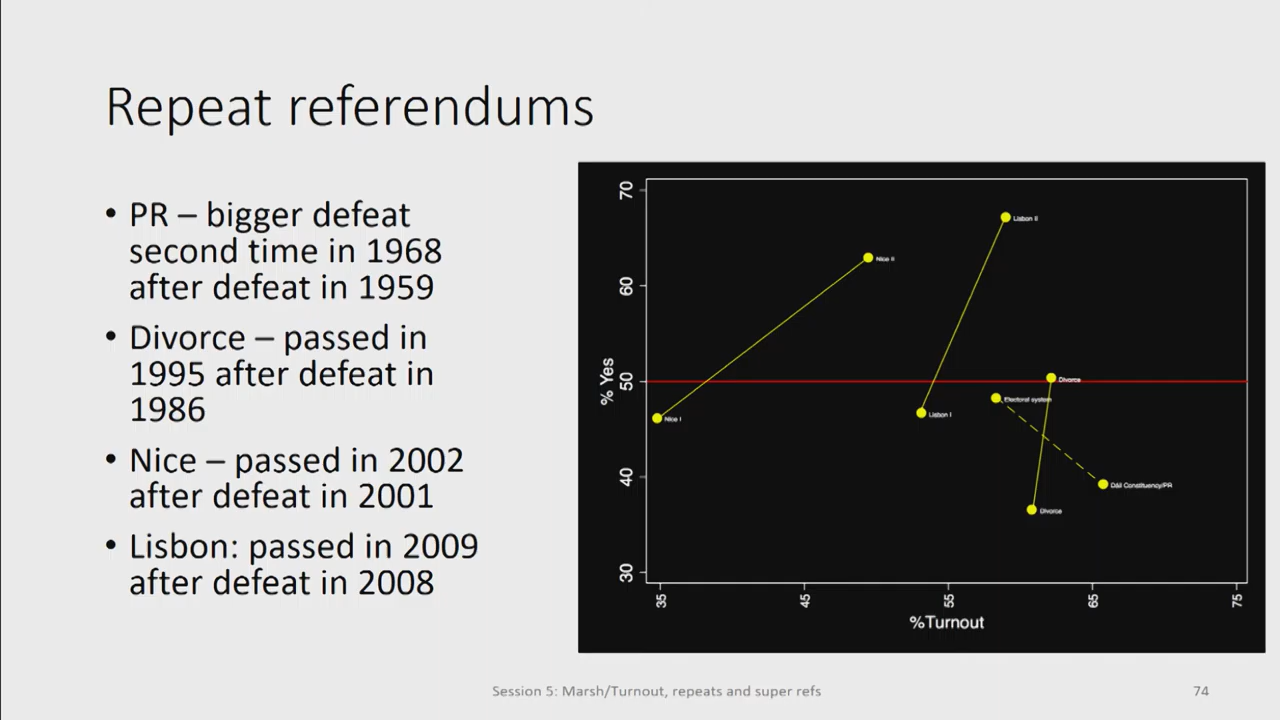 Repeat referendums
• PR – bigger defeat
second time in 1968
after defeat in 1959
• Divorce – passed in
1995 after defeat in
1986
• Nice – passed in 2002
after defeat in 2001
• Lisbon: passed in 2009
after defeat in 2008
70
60
50
40
30
% Yes
Lisbon II
Nice II
Divorce
Electoral system
Lisbon I
Nice I
Dáil Constituency/PR
Divorce
35
45
55
65
75
%Turnout
Session 5: Marsh/Turnout, repeats and super refs
74